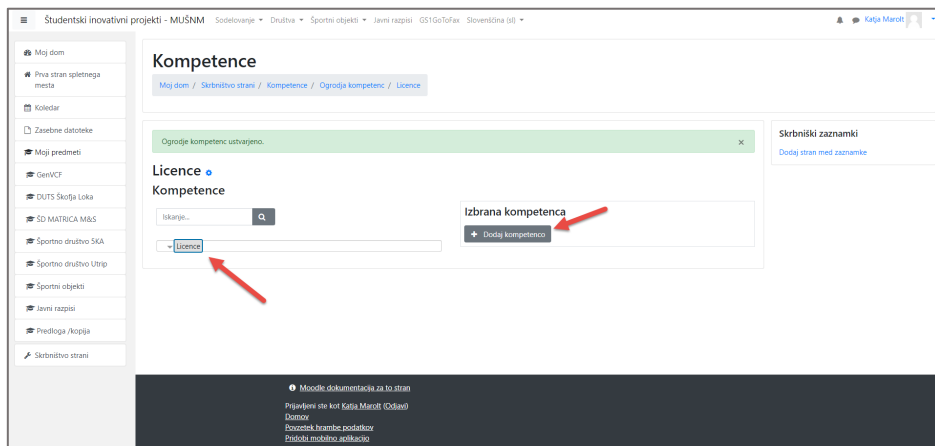 Študentski inovativni projekti - MUŠNM Sodelovanje Društva Športni objekti Javni razpisi GS1GoToFax Slovenščina (sl) Katja Marolt
Moj dom
Prva stran spletnega
mesta
Koledar
Zasebne datoteke
Moji predmeti
GenVCF
DUTS Škofja Loka
ŠD MATRICA M&S
Športno društvo 5KA
Športno društvo Utrip
Športni objekti
Javni razpisi
Predloga /kopija
Skrbništvo strani
Kompetence
Moj dom / Skrbništvo strani / Kompetence / Ogrodja kompetenc / Licence
Ogrodje kompetenc ustvarjeno. ×
Licence
Kompetence
Iskanje...
Licence
Izbrana kompetenca
+ Dodaj kompetenco
Skrbniški zaznamki
Dodaj stran med zaznamke
Moodle dokumentacija za to stran
Prijavljeni ste kot Katja Marolt (Odjavi)
Domov
Povzetek hrambe podatkov
Pridobi mobilno aplikacijo